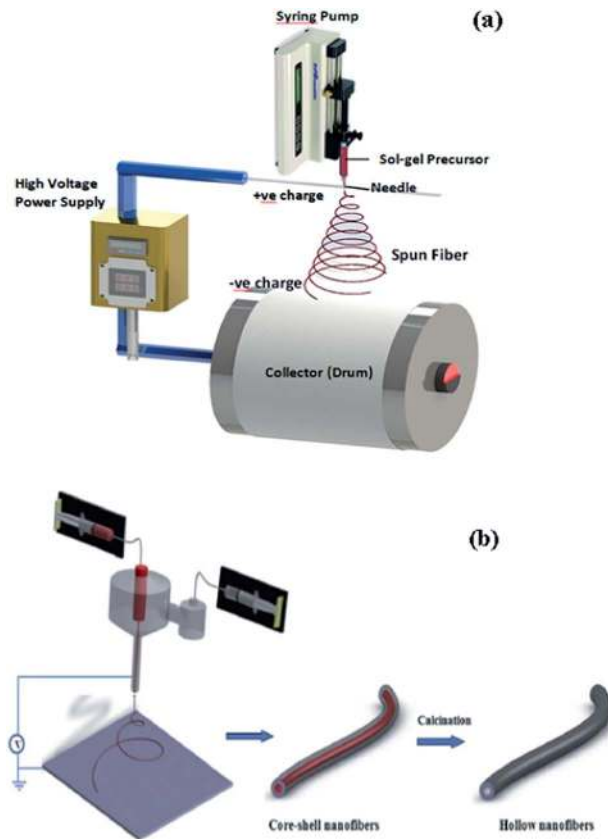 Syring Pump
(a)
Sol-gel Precursor
High Voltage
Power Supply
+ve charge
Needle
Spun Fiber
-ve charge
Collector (Drum)
(b)
V
Calcination
Core-shell nanofibers
Hollow nanofibers